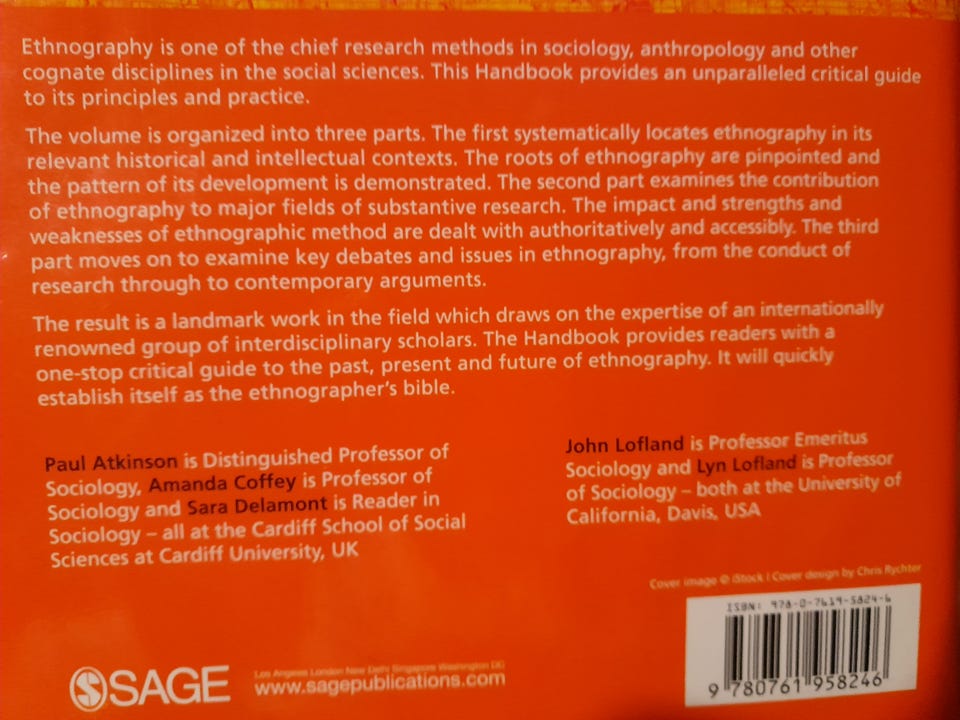 Ethnography is one of the chief research methods in sociology, anthropology and other
cognate disciplines in the social sciences. This Handbook provides an unparalleled critical guide
to its principles and practice.
The volume is organized into three parts. The first systematically locates ethnography in its
relevant historical and intellectual contexts. The roots of ethnography are pinpointed and
the pattern of its development is demonstrated. The second part examines the contribution
of ethnography to major fields of substantive research. The impact and strengths and
weaknesses of ethnographic method are dealt with authoritatively and accessibly. The third
part moves on to examine key debates and issues in ethnography, from the conduct of
research through to contemporary arguments.
The result is a landmark work in the field which draws on the expertise of an internationally
renowned group of interdisciplinary scholars. The Handbook provides readers with a
one-stop critical guide to the past, present and future of ethnography. It will quickly
establish itself as the ethnographer's bible.
Paul Atkinson is Distinguished Professor of
Sociology, Amanda Coffey is Professor of
Sociology and Sara Delamont is Reader in
Sociology – all at the Cardiff School of Social
Sciences at Cardiff University, UK
John Lofland is Professor Emeritus
Sociology and Lyn Lofland is Professor
of Sociology – both at the University of
California, Davis, USA
Cover image © iStock | Cover design by Chris Rychter
ISBN: 978-0-7619-5824-6
9 780761 958246
SAGE
Los Angeles London New Delhi Singapore Washington DC
www.sagepublications.com